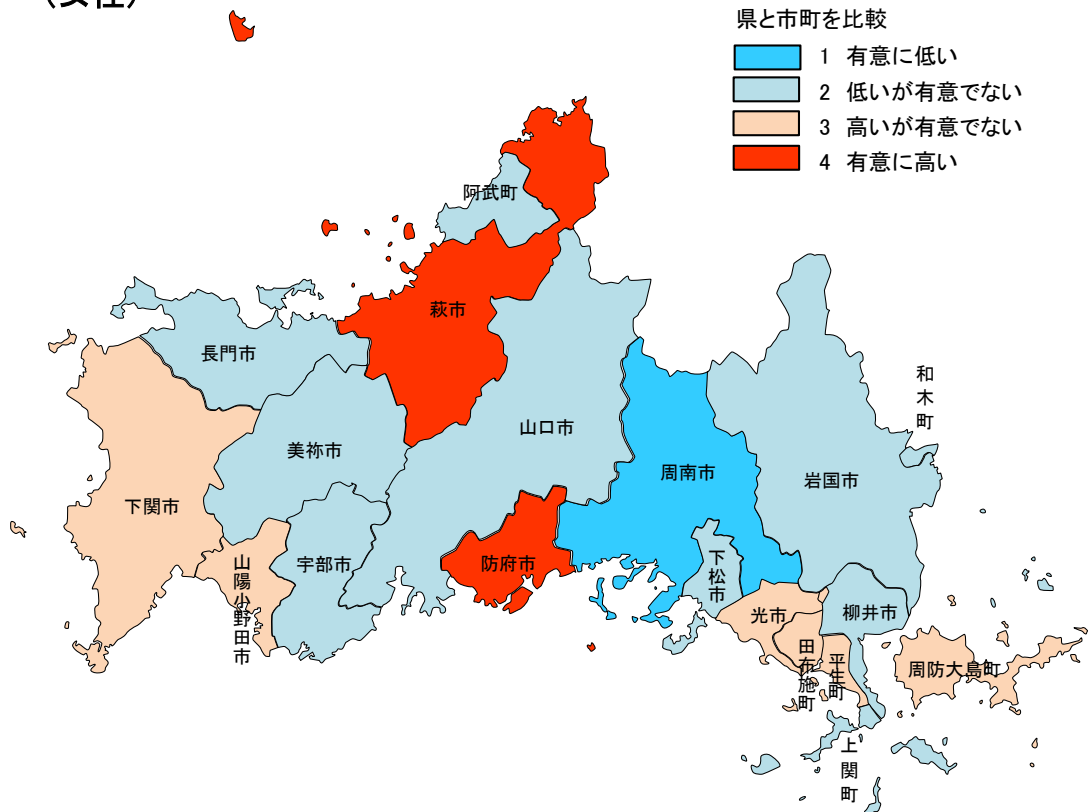 （女性）
県と市町を比較
1 有意に低い
2 低いが有意でない
3 高いが有意でない
4 有意に高い
阿武町
萩市
長門市
和木町
山口市
美祢市
周南市
岩国市
下関市
宇部市
防府市
山陽小野田市
下松市
光市
柳井市
田布施町
平生町
周防大島町
上関町